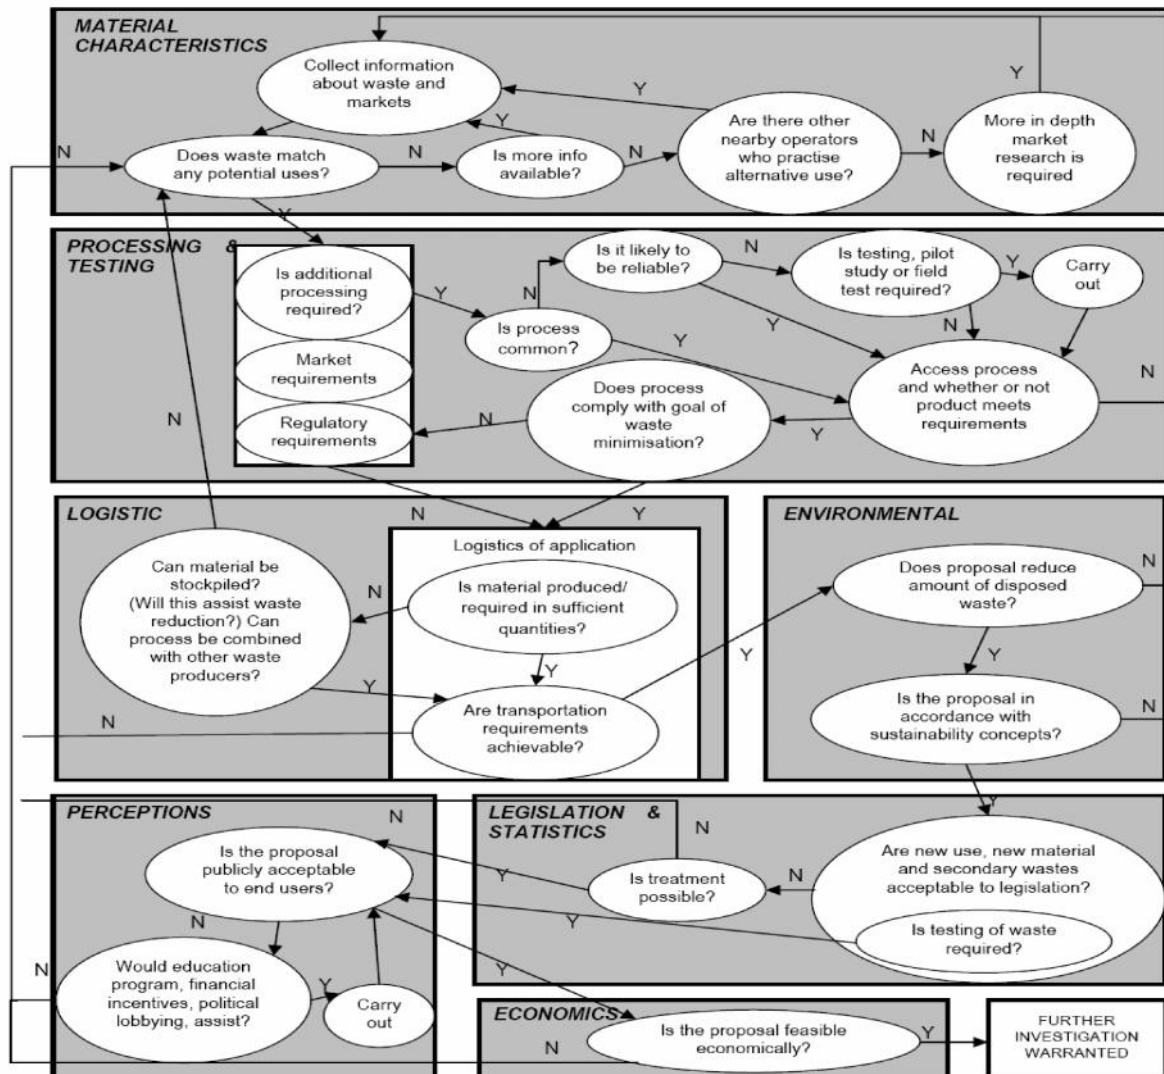 MATERIAL
CHARACTERISTICS
Collect information
about waste and
markets
Y
Y
Y
Are there other
nearby operators
who practise
alternative use?
N
More in depth
market
research is
required
N
Does waste match
any potential uses?
N
Is more info
available?
N
Y
PROCESSING &
TESTING
Is additional
processing
required?
Y
Market
requirements
Regulatory
requirements
N
Is process
common?
Is it likely to
be reliable?
N
Is testing, pilot
study or field
test required?
Y
Carry
out
Y
Y
N
Access process
and whether or not
product meets
requirements
N
Does process
comply with goal of
waste
minimisation?
Y
N
N
LOGISTIC
N
Y
Logistics of application
Can material be
stockpiled?
(Will this assist waste
reduction?) Can
process be combined
with other waste
producers?
N
Is material produced/
required in sufficient
quantities?
Y
Y
Are transportation
requirements
achievable?
N
Y
ENVIRONMENTAL
Does proposal reduce
amount of disposed
waste?
N
Y
Is the proposal in
accordance with
sustainability concepts?
N
Y
PERCEPTIONS
Is the proposal
publicly acceptable
to end users?
N
N
Would education
program, financial
incentives, political
lobbying, assist?
Y
Carry
out
N
LEGISLATION &
STATISTICS
N
Is treatment
possible?
Y
N
Are new use, new material
and secondary wastes
acceptable to legislation?
Is testing of waste
required?
Y
Y
ECONOMICS
Is the proposal feasible
economically?
N
Y
FURTHER
INVESTIGATION
WARRANTED